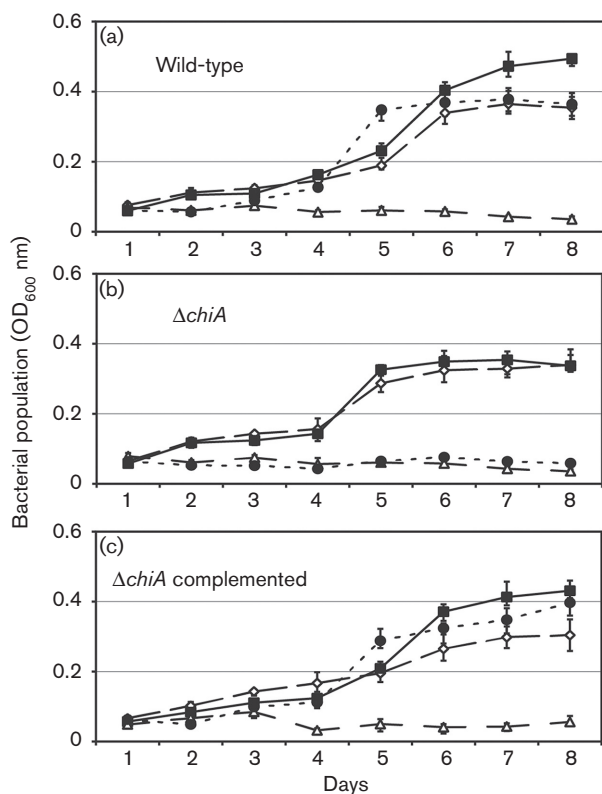 (a)
Wild-type
0.6
0.4
0.2
0
1 2 3 4 5 6 7 8
(b)
ΔchiA
0.6
0.4
0.2
0
1 2 3 4 5 6 7 8
(c)
ΔchiA complemented
0.6
0.4
0.2
0
1 2 3 4 5 6 7 8
Days
Bacterial population (OD600 nm)